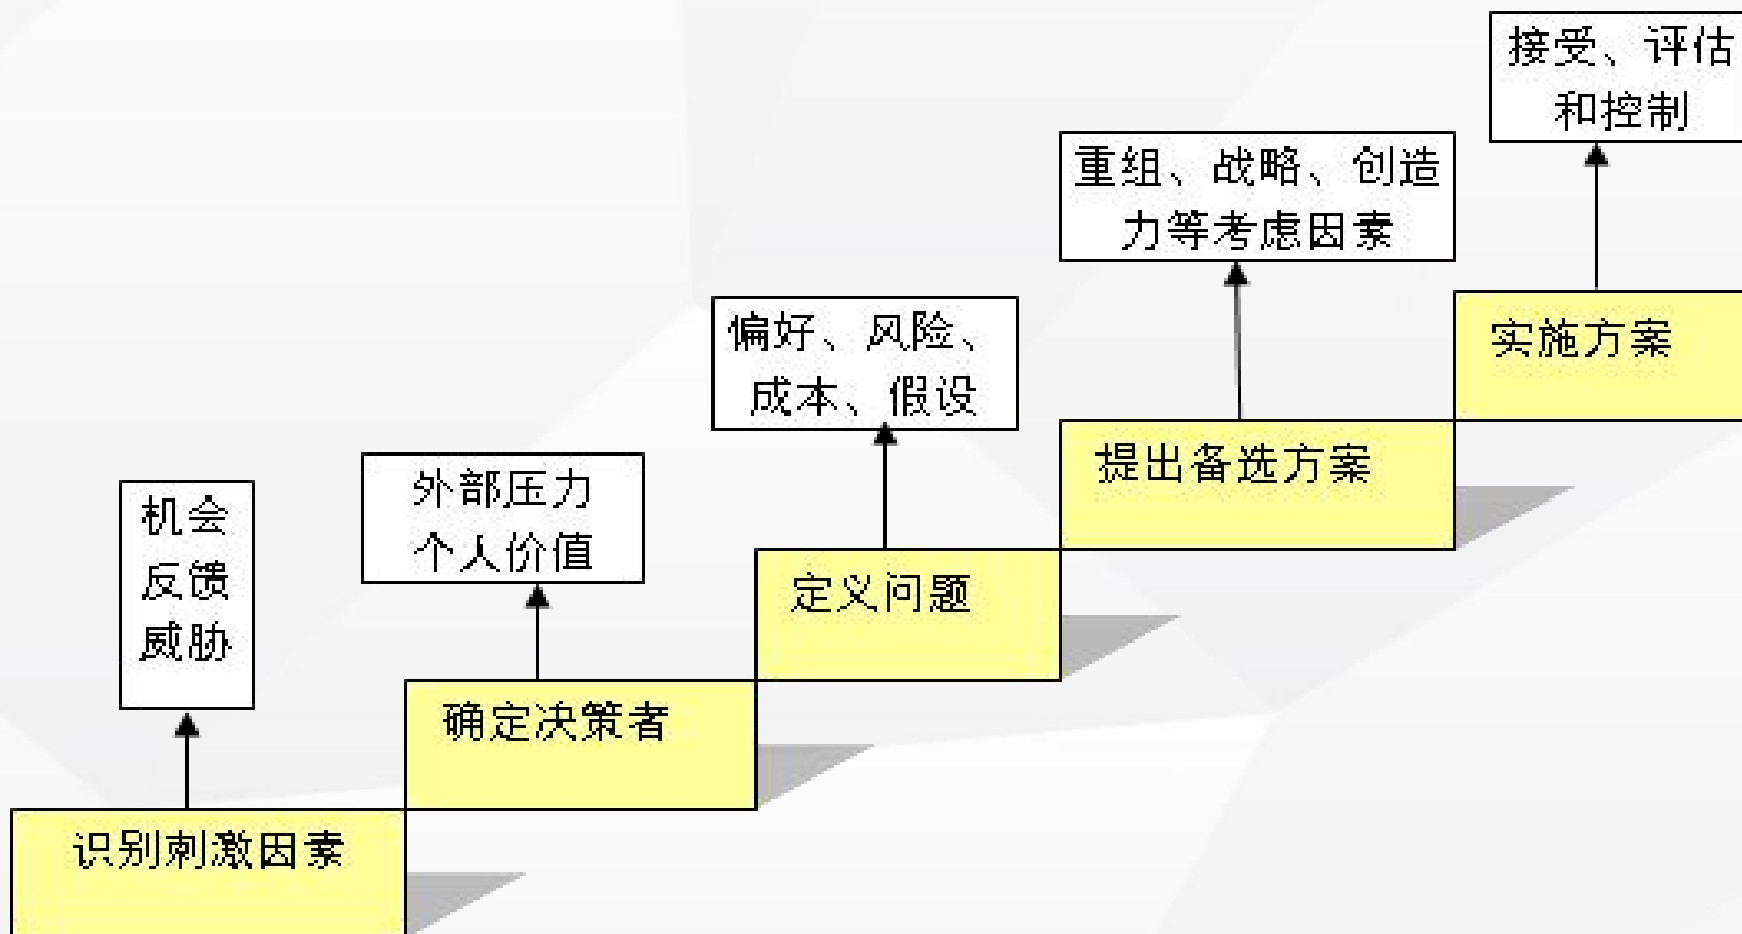 接受、评估
和控制
重组、战略、创造
力等考虑因素
实施方案
偏好、风险、
成本、假设
提出备选方案
外部压力
个人价值
机会
反馈
威胁
定义问题
确定决策者
识别刺激因素